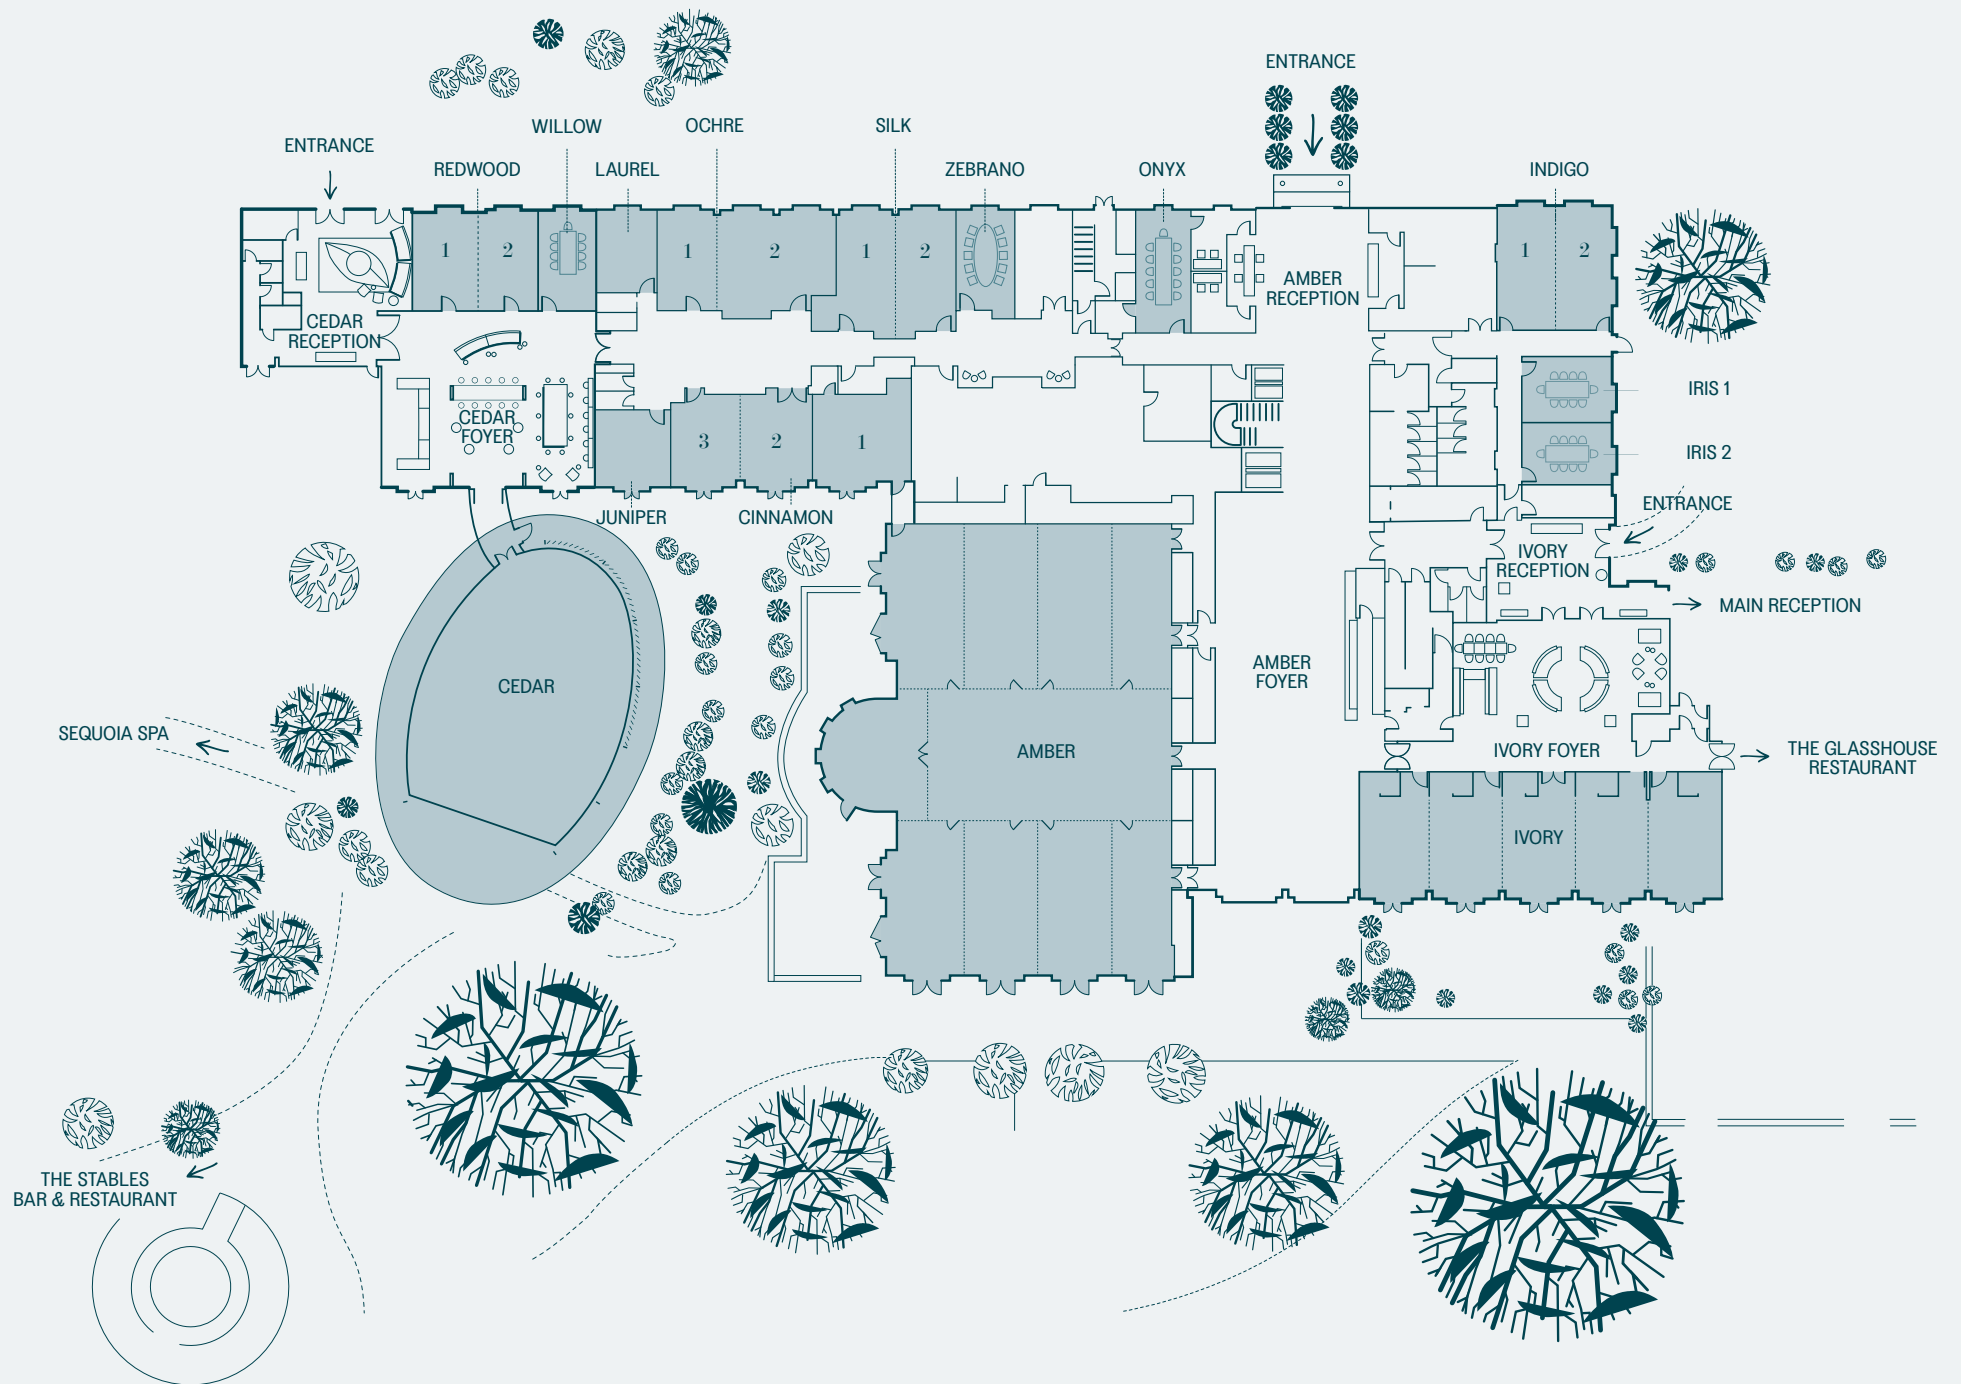 ENTRANCE
WILLOW
OCHRE
SILK
ENTRANCE
REDWOOD
LAUREL
ZEBRANO
ONYX
INDIGO
1
2
1
2
1
2
1
2
CEDAR
RECEPTION
AMBER
RECEPTION
CEDAR
FOYER
3
2
1
IRIS 1
IRIS 2
JUNIPER
CINNAMON
ENTRANCE
IVORY
RECEPTION
MAIN RECEPTION
CEDAR
AMBER
FOYER
SEQUOIA SPA
AMBER
IVORY FOYER
THE GLASSHOUSE
RESTAURANT
IVORY
THE STABLES
BAR & RESTAURANT